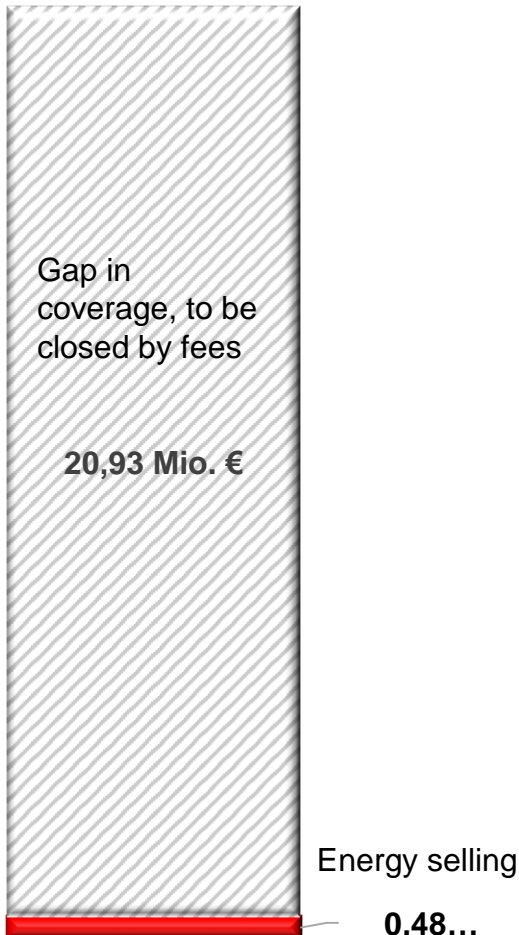 Gap in
coverage, to be
closed by fees
20,93 Mio. €
Energy selling
0.48…